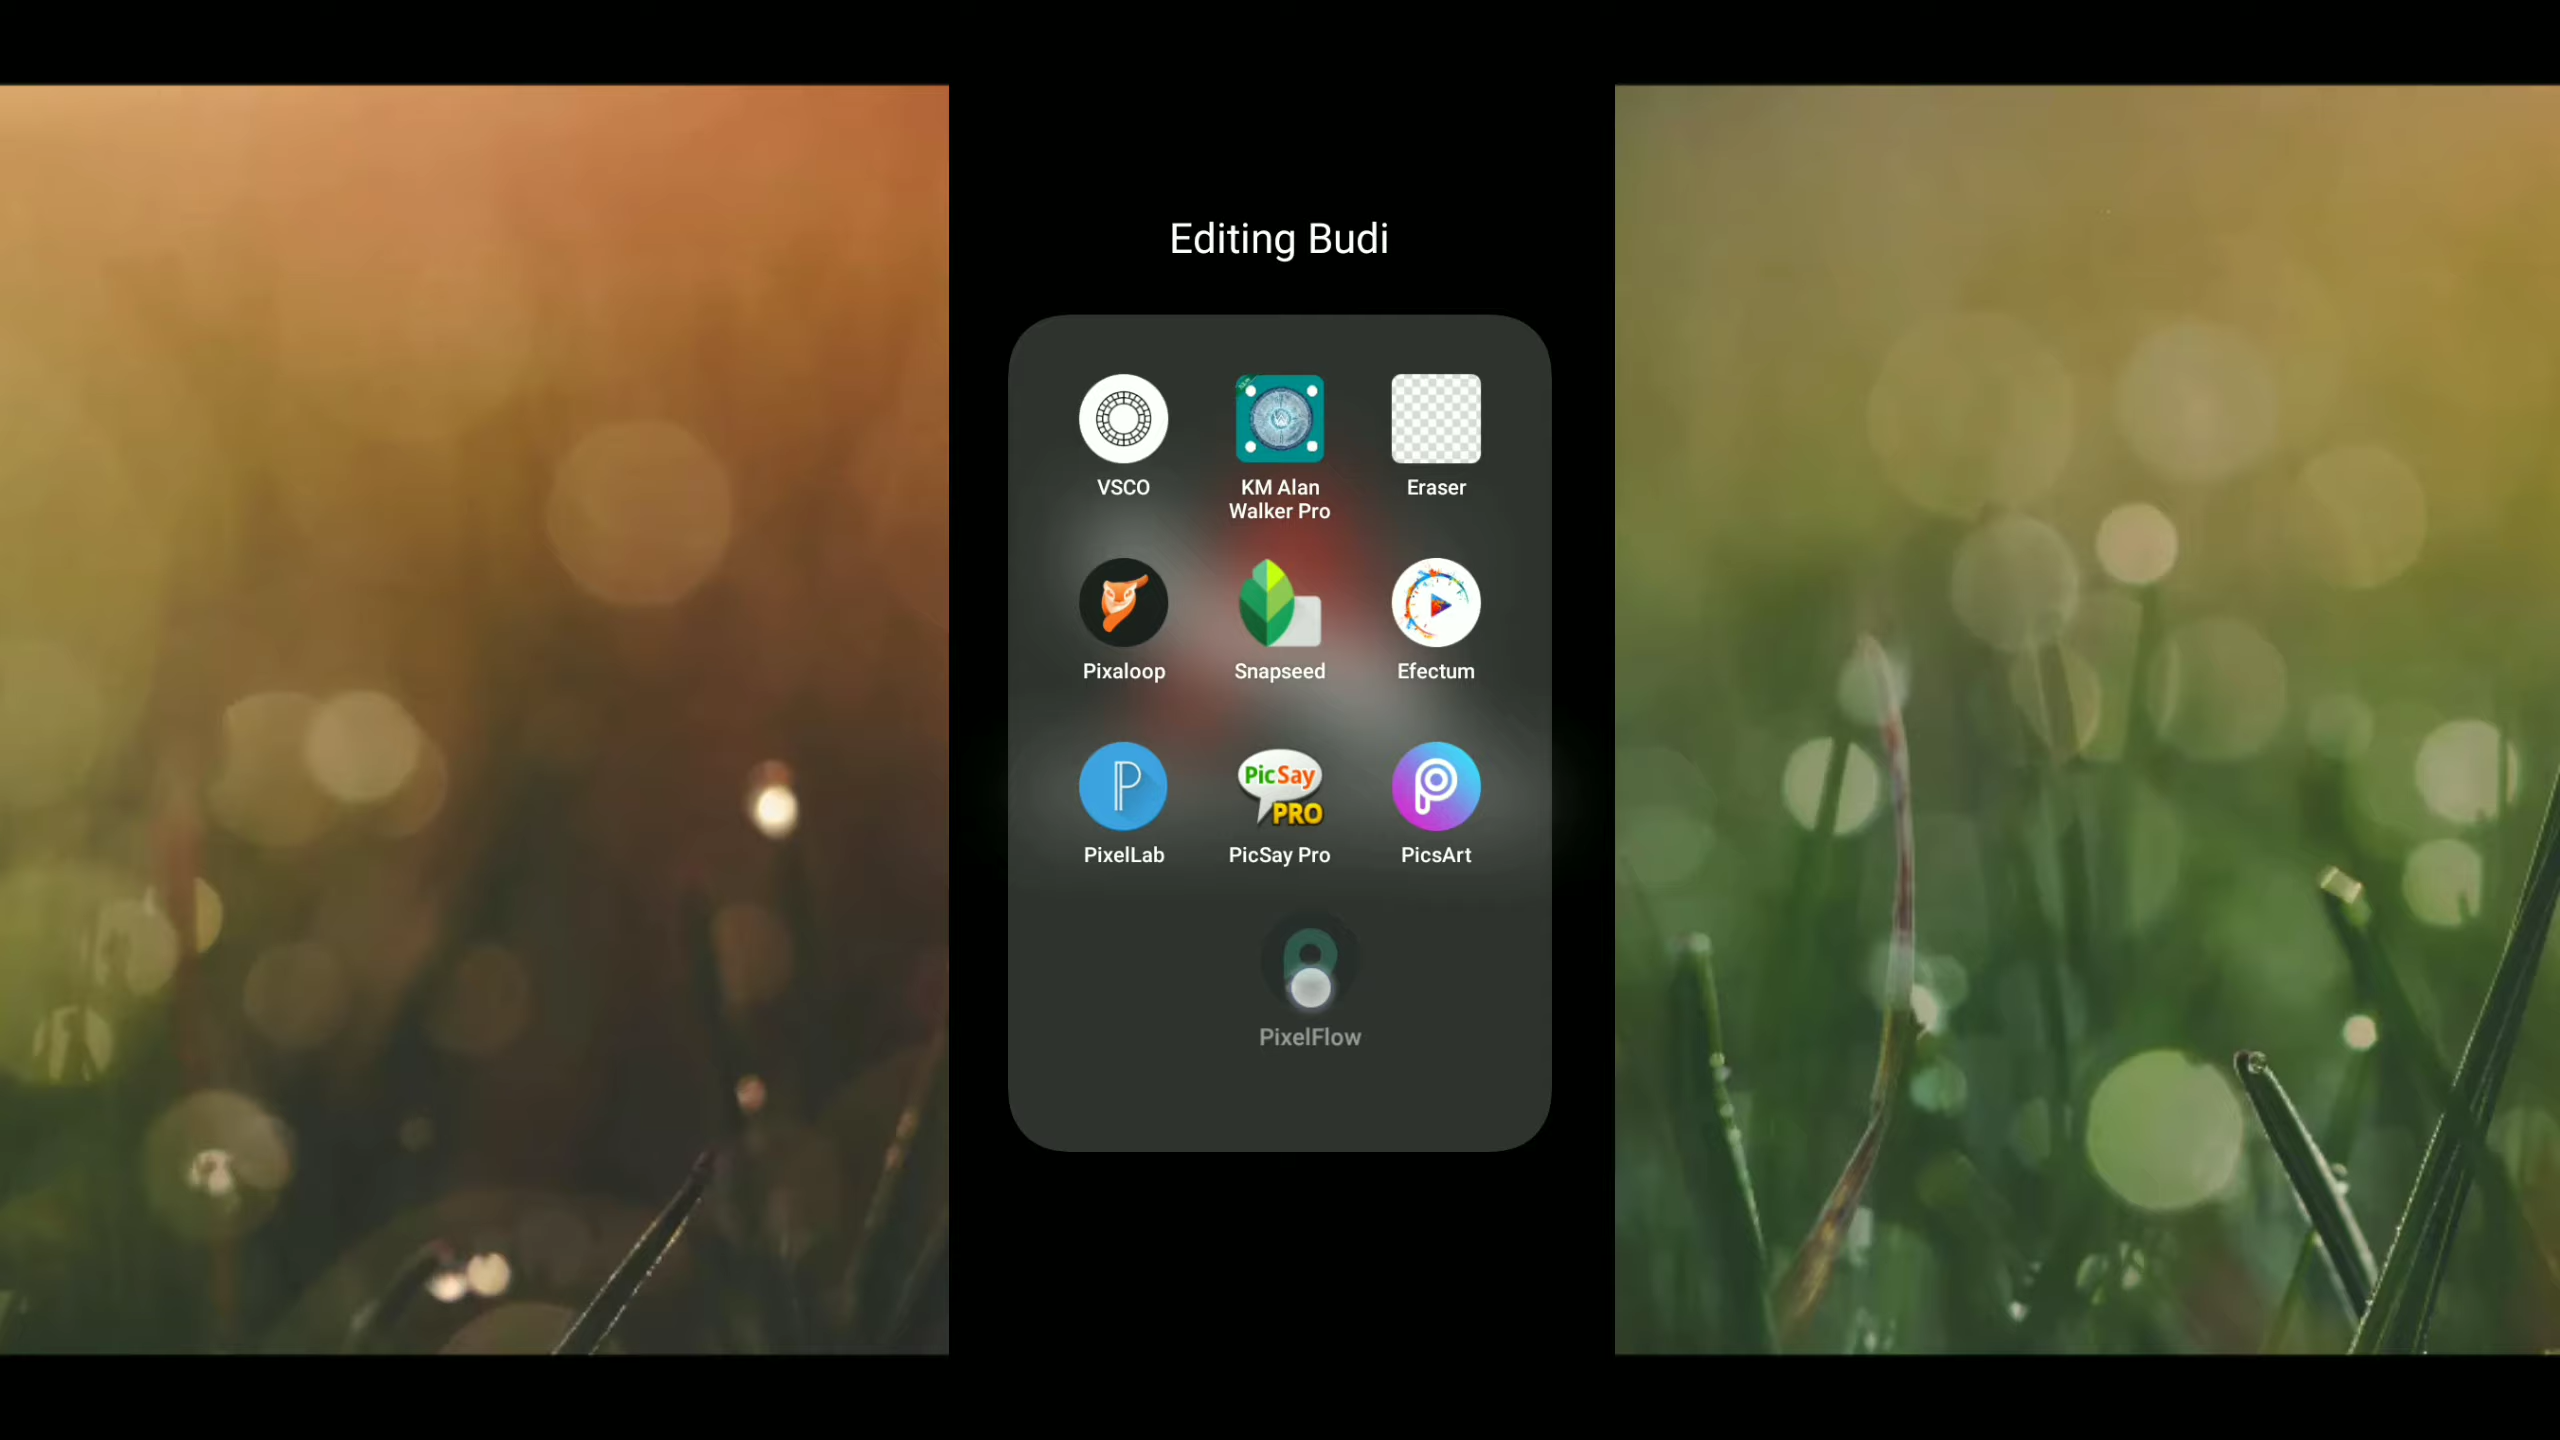 Editing Budi
VSCO
KM Alan
Walker Pro
Eraser
Pixaloop
Snapseed
Efectum
PicSay
PRO
PixelLab
PicSay Pro
PicsArt
PixelFlow